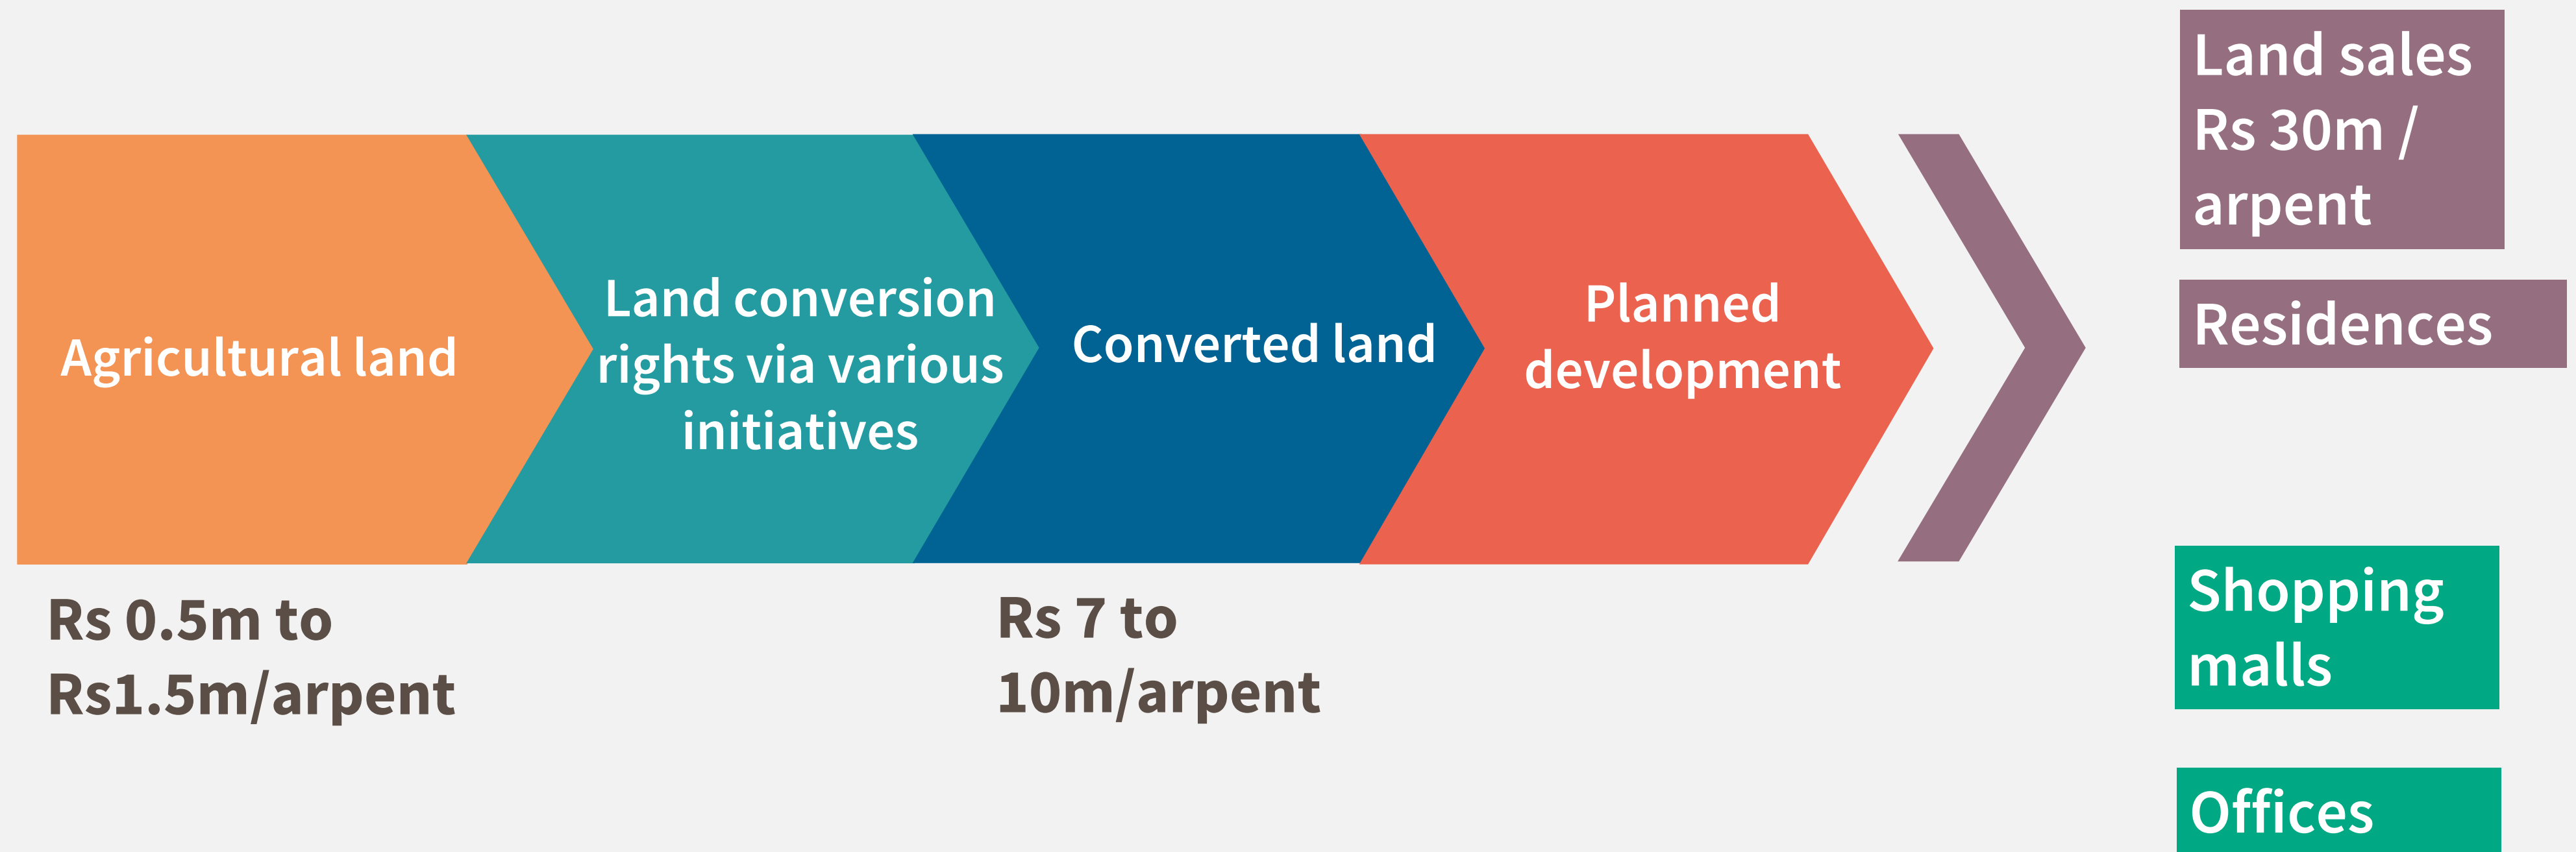 Agricultural land
Land conversion
rights via various
initiatives
Converted land
Planned
development
Rs 0.5m to
Rs1.5m/arpent
Rs 7 to
10m/arpent
Land sales
Rs 30m /
arpent
Residences
Shopping
malls
Offices